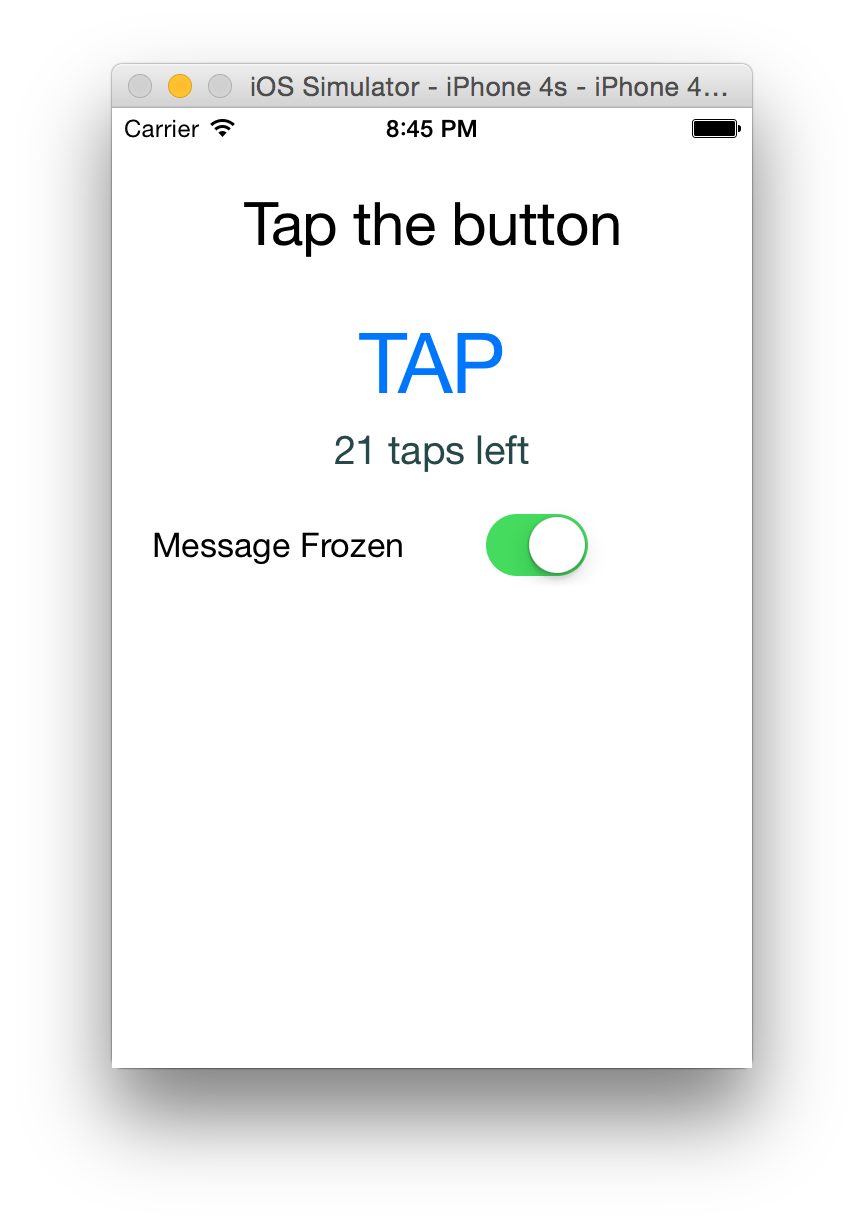 iOS Simulator - iPhone 4s - iPhone 4...
Carrier 8:45 PM
Tap the button
TAP
21 taps left
Message Frozen